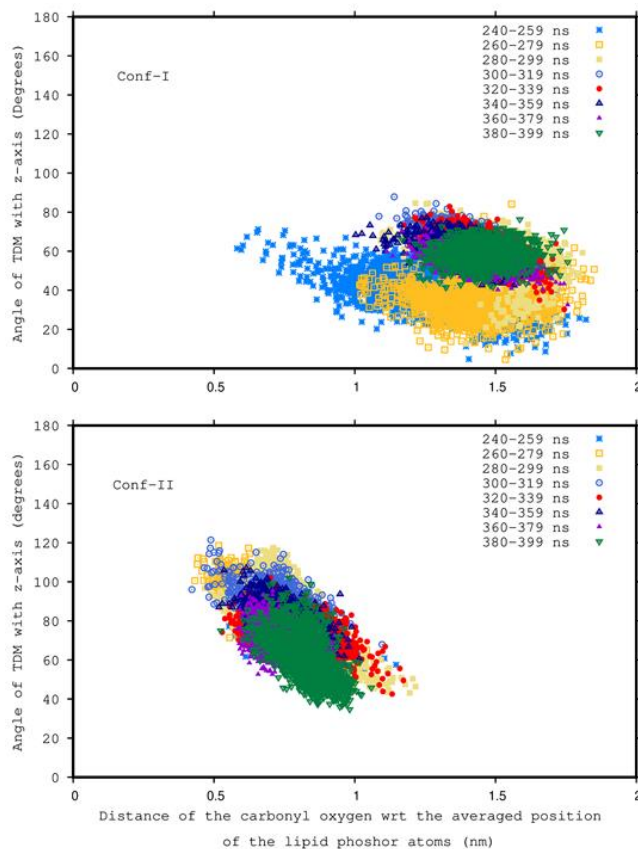 180
160
140
120
100
80
60
40
20
0
Angle of TDM with z-axis (Degrees)
Conf-I
240-259 ns
260-279 ns
280-299 ns
300-319 ns
320-339 ns
340-359 ns
360-379 ns
380-399 ns
0 0.5 1 1.5 2
180
160
140
120
100
80
60
40
20
0
Angle of TDM with z-axis (degrees)
Conf-II
240-259 ns
260-279 ns
280-299 ns
300-319 ns
320-339 ns
340-359 ns
360-379 ns
380-399 ns
0 0.5 1 1.5 2
Distance of the carbonyl oxygen wrt the averaged position
of the lipid phoshor atoms (nm)